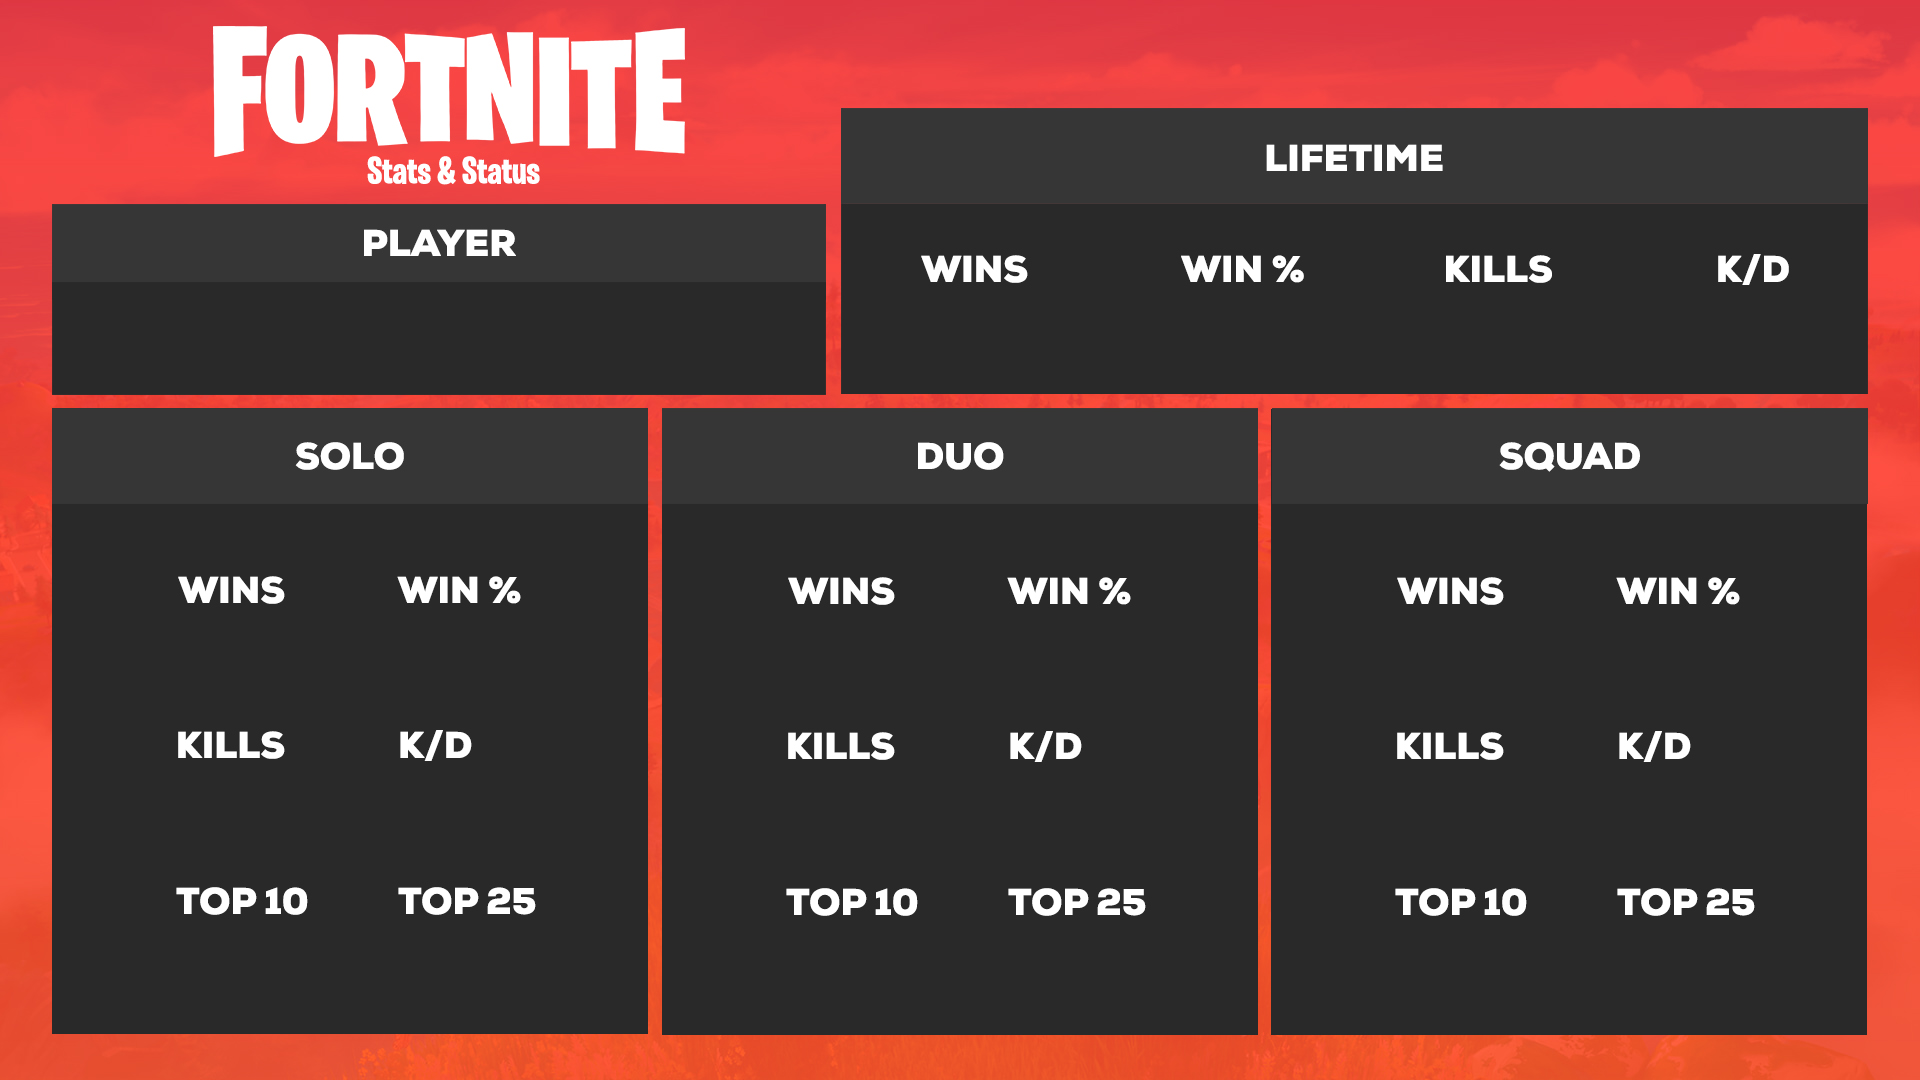 FORTNITE
Stats & Status
PLAYER
LIFETIME
WINS WIN % KILLS K/D
SOLO
WINS WIN %
KILLS K/D
TOP 10 TOP 25
DUO
WINS WIN %
KILLS K/D
TOP 10 TOP 25
SQUAD
WINS WIN %
KILLS K/D
TOP 10 TOP 25